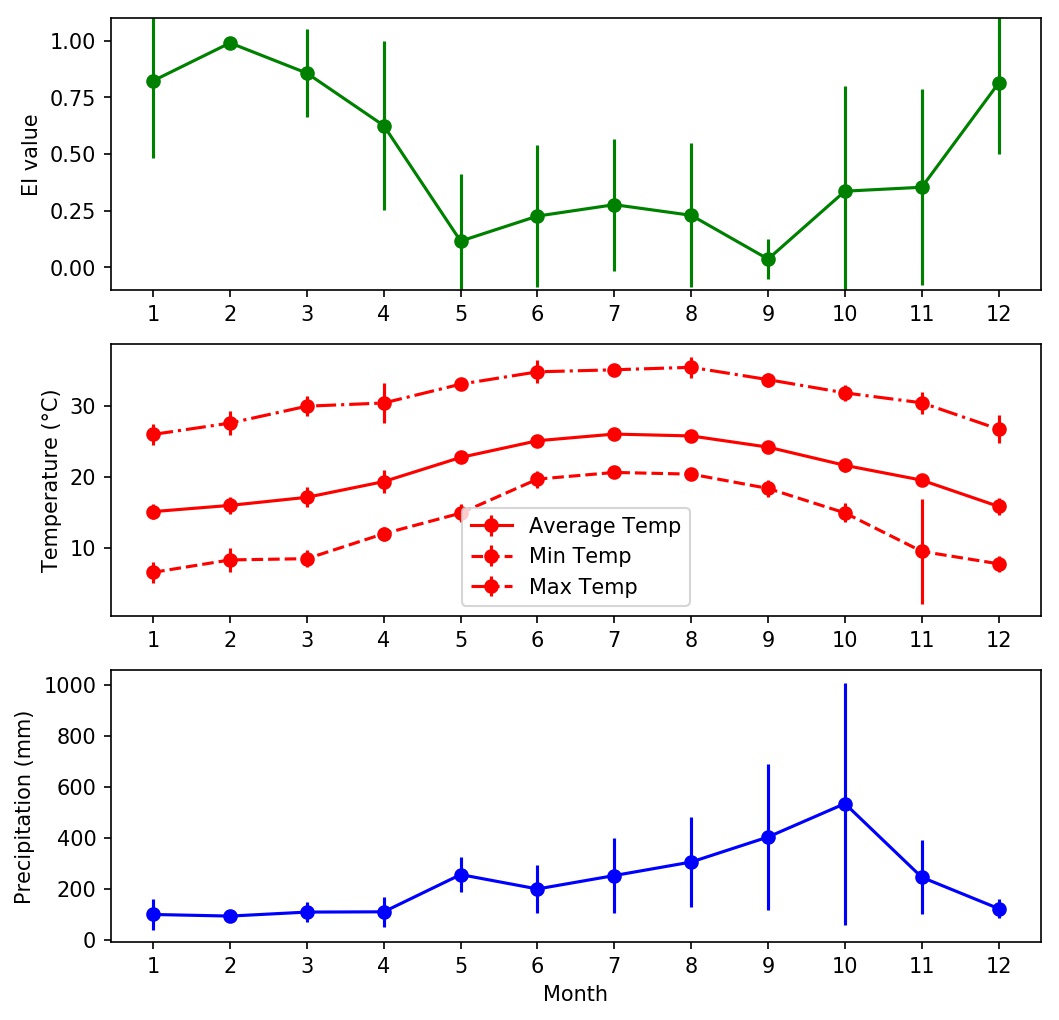 1.00
0.75
0.50
0.25
0.00
EI value
1 2 3 4 5 6 7 8 9 10 11 12
30
20
10
Temperature (°C)
Average Temp
Min Temp
Max Temp
1 2 3 4 5 6 7 8 9 10 11 12
1000
800
600
400
200
0
Precipitation (mm)
1 2 3 4 5 6 7 8 9 10 11 12
Month